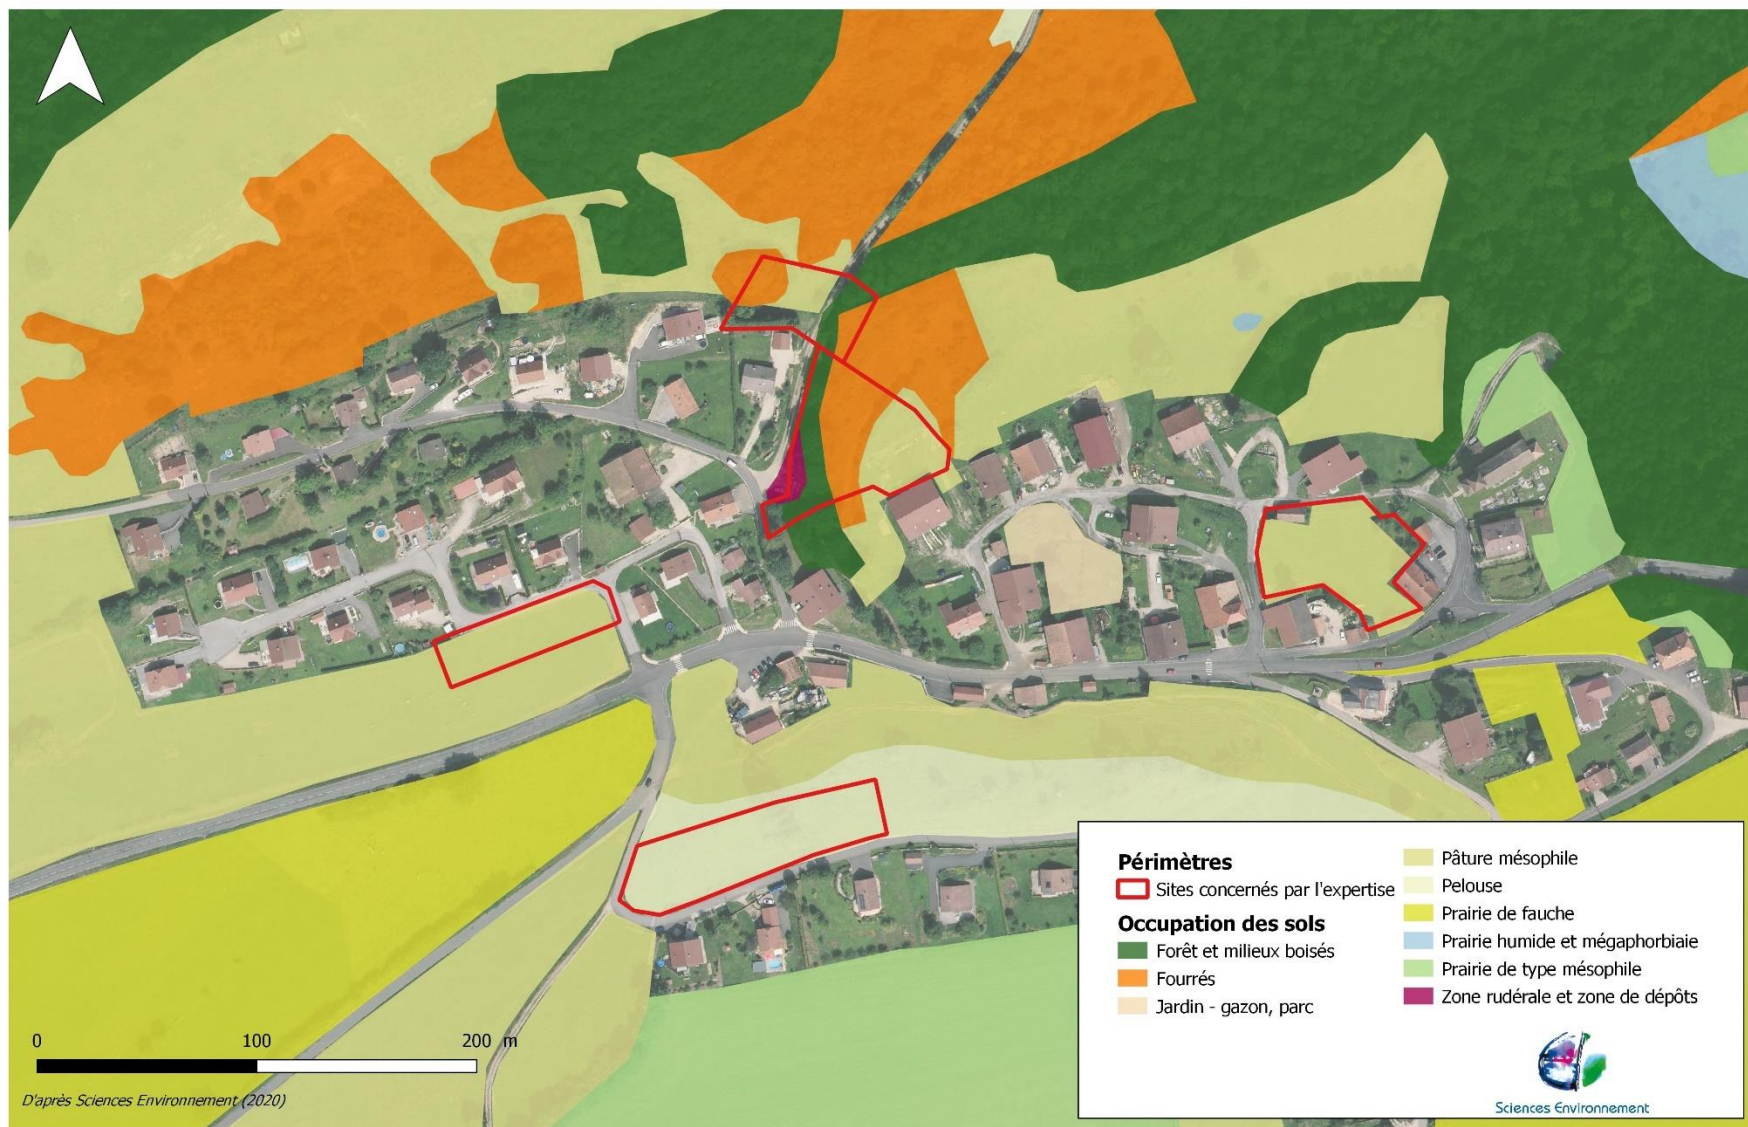 Périmètres
Sites concernés par l'expertise
Occupation des sols
Forêt et milieux boisés
Fourrés
Jardin - gazon, parc
Pâture mésophile
Pelouse
Prairie de fauche
Prairie humide et mégaphorbiaie
Prairie de type mésophile
Zone rudérale et zone de dépôts
0 100 200 m
D'après Sciences Environnement (2020)
Sciences Environnement